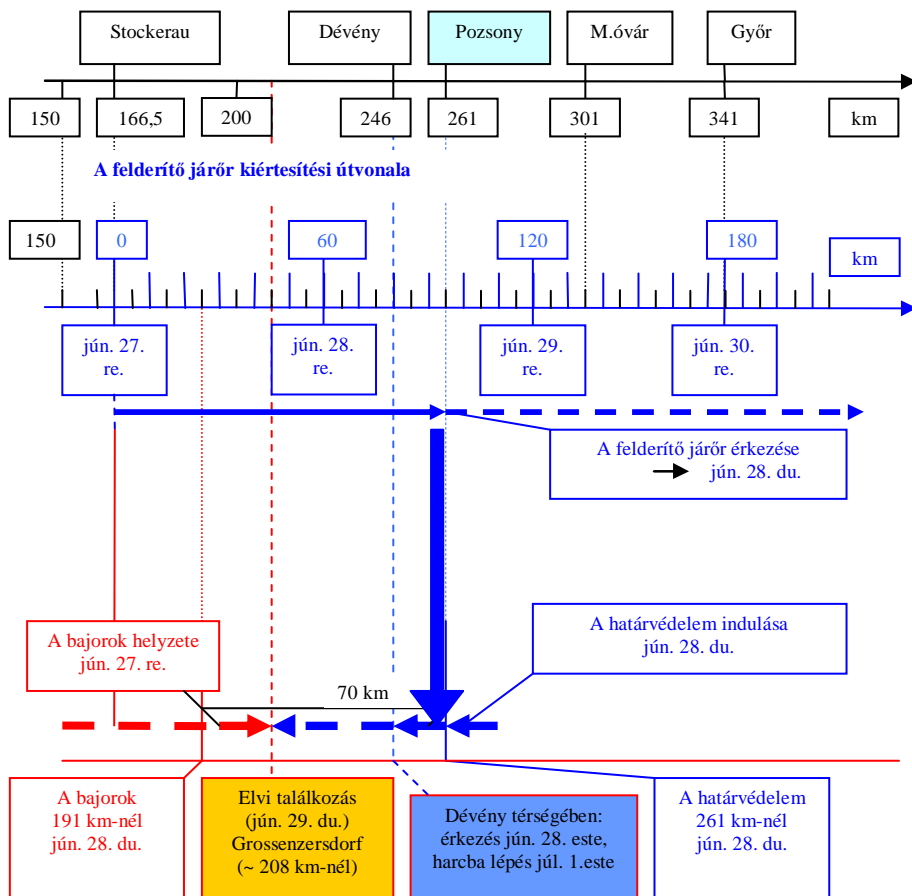 Stockerau
Dévény
Pozsony
M.óvár
Győr
150
166,5
200
246
261
301
341
km
A felderítő járőr kiértesítési útvonala
150
0
60
120
180
km
jún. 27.
re.
jún. 28.
re.
jún. 29.
re.
jún. 30.
re.
A felderítő járőr érkezése
jún. 28. du.
A bajorok helyzete
jún. 27. re.
A határvédelem indulása
jún. 28. du.
70 km
A bajorok
191 km-nél
jún. 28. du.
Elvi találkozás
(jún. 29. du.)
Grossenzersdorf
(~ 208 km-nél)
Dévény térségében:
érkezés jún. 28. este,
harcba lépés júl. 1.este
A határvédelem
261 km-nél
jún. 28. du.